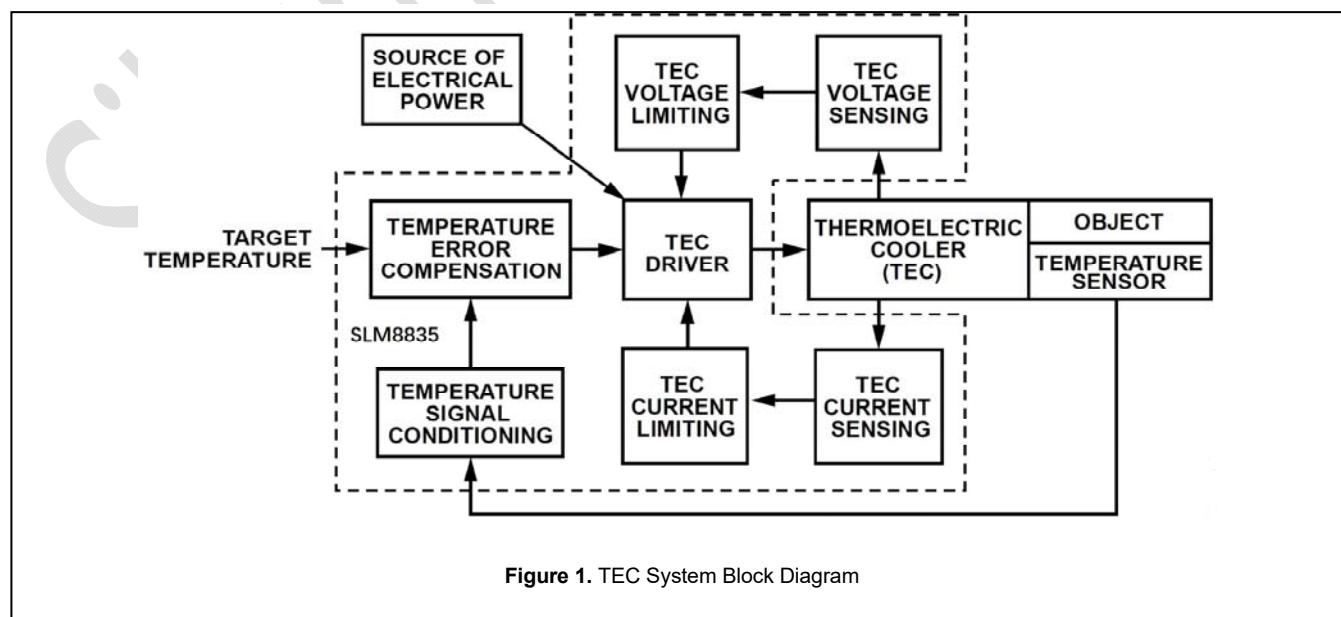 SOURCE OF
ELECTRICAL
POWER
TEC
VOLTAGE
LIMITING
TEC
VOLTAGE
SENSING
TARGET
TEMPERATURE
TEMPERATURE
ERROR
COMPENSATION
TEC
DRIVER
THERMOELECTRIC
COOLER
(TEC)
OBJECT
TEMPERATURE
SENSOR
SLM8835
TEMPERATURE
SIGNAL
CONDITIONING
TEC
CURRENT
LIMITING
TEC
CURRENT
SENSING
Figure 1. TEC System Block Diagram